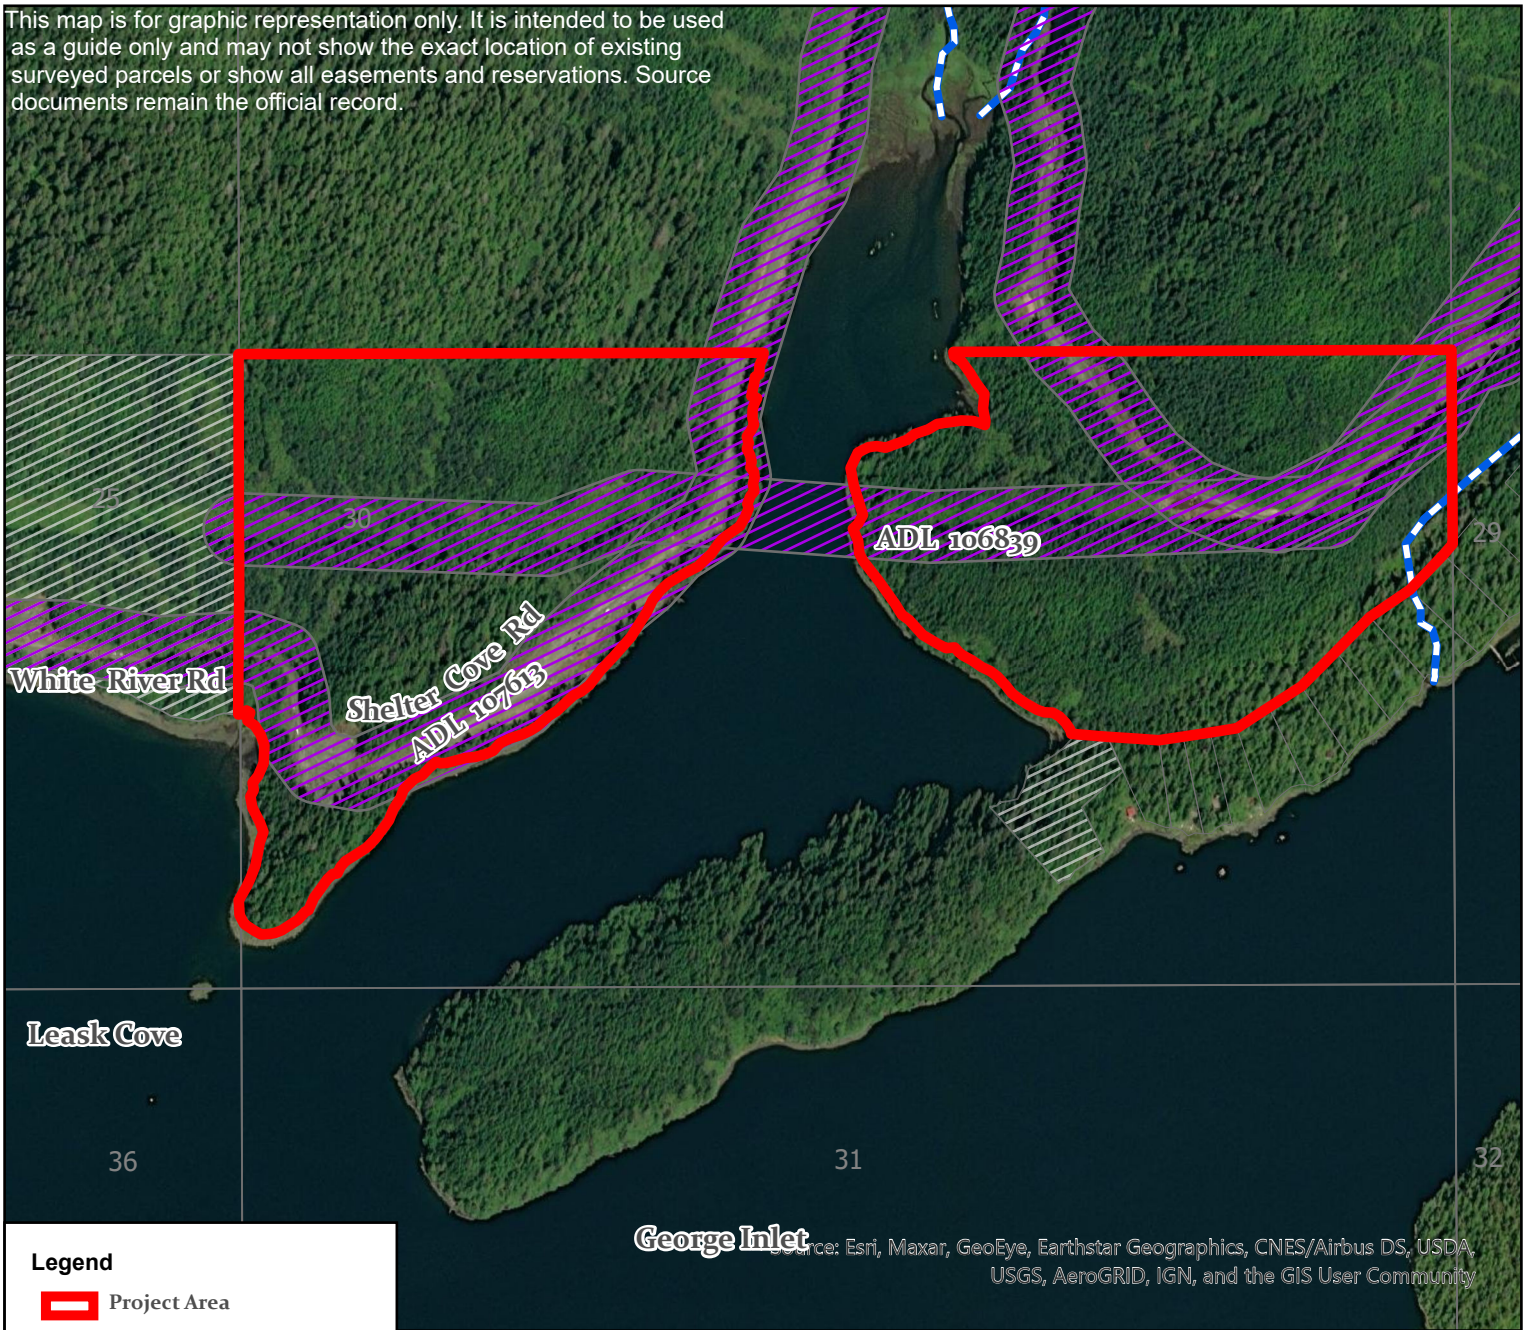 This map is for graphic representation only. It is intended to be used
as a guide only and may not show the exact location of existing
surveyed parcels or show all easements and reservations. Source
documents remain the official record.
25
30
ADL 106839
29
White River Rd
Shelter Cove Rd
ADL 107613
Leask Cove
36
31
32
George Inlet
Source: Esri, Maxar, GeoEye, Earthstar Geographics, CNES/Airbus DS, USDA,
USGS, AeroGRID, IGN, and the GIS User Community
Legend
Project Area